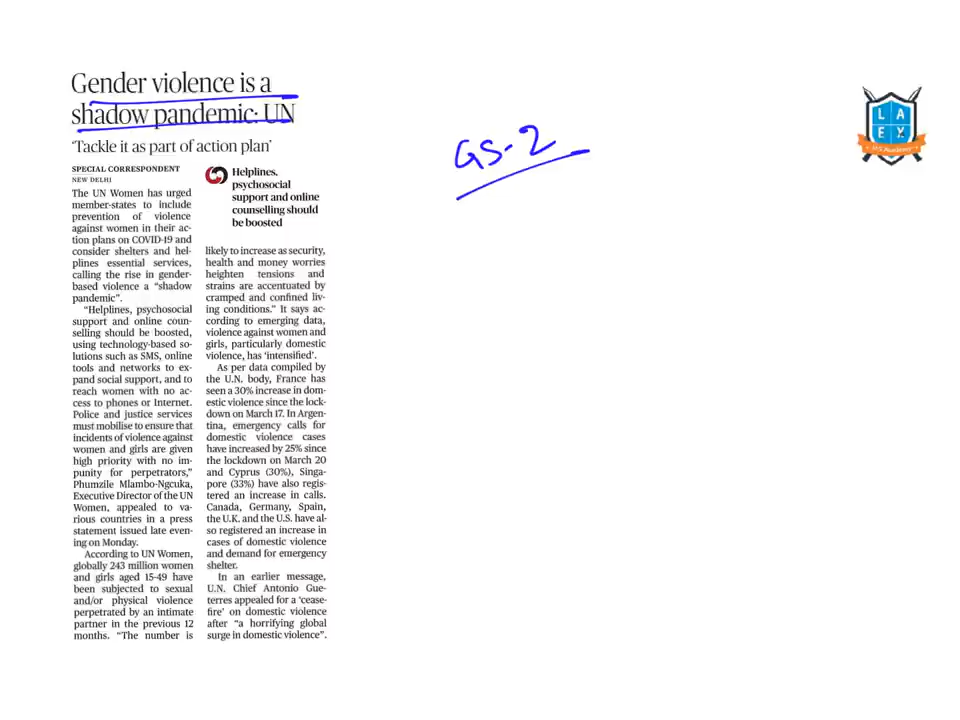 Gender violence is a
shadow pandemic: UN
‘Tackle it as part of action plan’
SPECIAL CORRESPONDENT
NEW DELHI
The UN Women has urged
member-states to include
prevention of violence
against women in their ac-
tion plans on COVID-19 and
consider shelters and hel-
plines essential services,
calling the rise in gender-
based violence a “shadow
pandemic”.
“Helplines, psychosocial
support and online coun-
selling should be boosted,
using technology-based so-
lutions such as SMS, online
tools and networks to ex-
pand social support, and to
reach women with no ac-
cess to phones or Internet.
Police and justice services
must mobilise to ensure that
incidents of violence against
women and girls are given
high priority with no im-
punity for perpetrators,”
Phumzile Mlambo-Ngcuka,
Executive Director of the UN
Women, appealed to va-
rious countries in a press
statement issued late even-
ing on Monday.
According to UN Women,
globally 243 million women
and girls aged 15-49 have
been subjected to sexual
and/or physical violence
perpetrated by an intimate
partner in the previous 12
months. “The number is
Helplines,
psychosocial
support and online
counselling should
be boosted
likely to increase as security,
health and money worries
heighten tensions and
strains are accentuated by
cramped and confined liv-
ing conditions.” It says ac-
cording to emerging data,
violence against women and
girls, particularly domestic
violence, has ‘intensified’.
As per data compiled by
the U.N. body, France has
seen a 30% increase in dom-
estic violence since the lock-
down on March 17. In Argen-
tina, emergency calls for
domestic violence cases
have increased by 25% since
the lockdown on March 20
and Cyprus (30%), Singa-
pore (33%) have also regis-
tered an increase in calls.
Canada, Germany, Spain,
the U.K. and the U.S. have al-
so registered an increase in
cases of domestic violence
and demand for emergency
shelter.
In an earlier message,
U.N. Chief Antonio Gue-
terres appealed for a ‘cease-
fire’ on domestic violence
after “a horrifying global
surge in domestic violence”.
GS-2
L A
E X